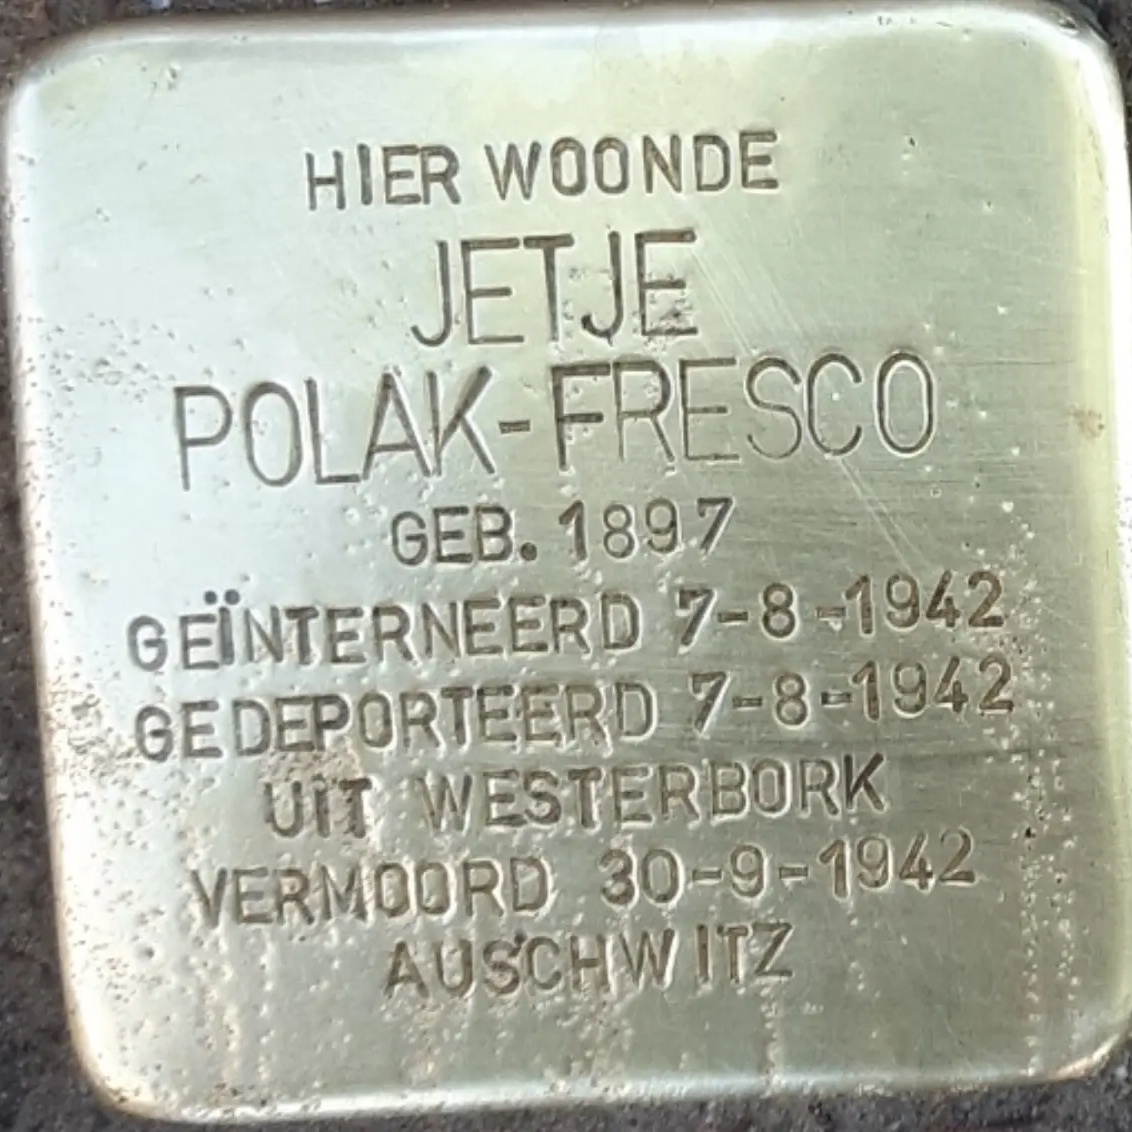 HIER WOONDE
JETJE
POLAK-FRESCO
GEB. 1897
GEÏNTERNEERD 7-8-1942
GEDEPORTEERD 7-8-1942
UIT WESTERBORK
VERMOORD 30-9-1942
AUSCHWITZ